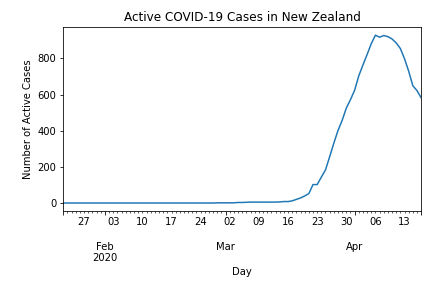 Active COVID-19 Cases in New Zealand
Number of Active Cases
800
600
400
200
0
27 03 10 17 24 02 09 16 23 30 06 13
Feb Mar Apr
2020
Day